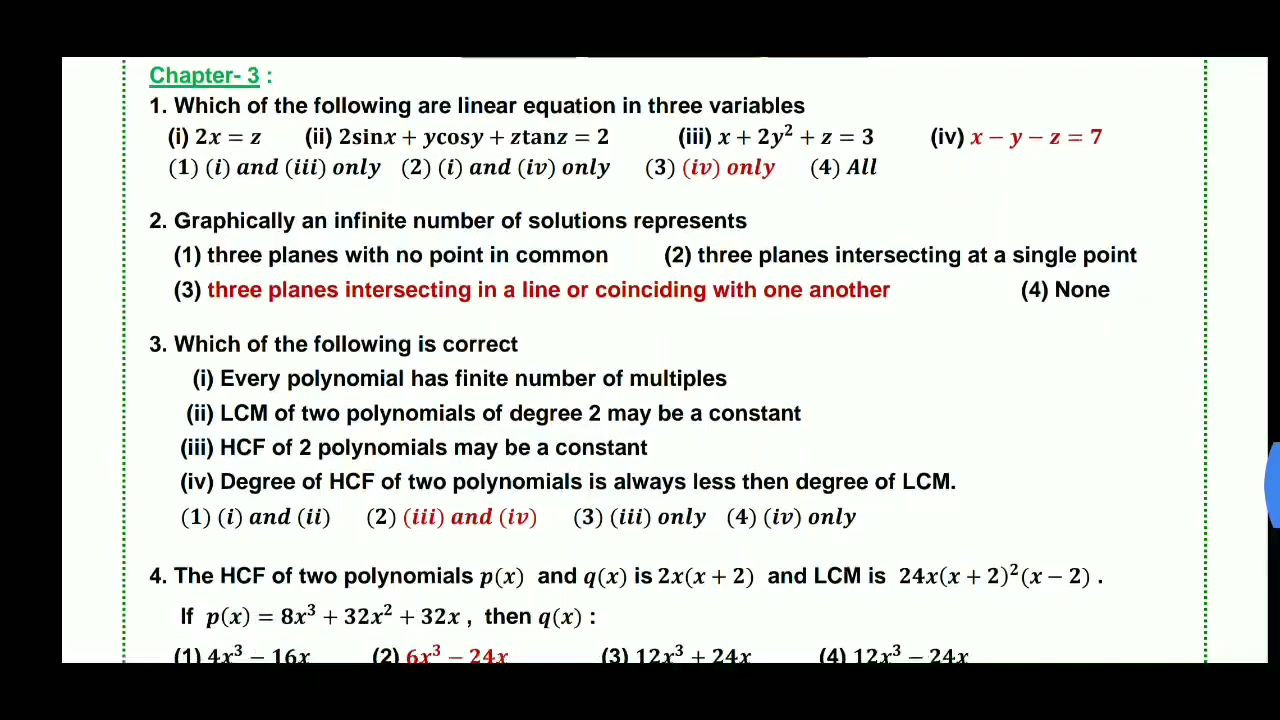 Chapter- 3 :
1. Which of the following are linear equation in three variables
(i) 2x = z (ii) 2sinx + ycosy + ztanz = 2 (iii) x + 2y² + z = 3 (iv) x − y − z = 7
(1) (i) and (iii) only (2) (i) and (iv) only (3) (iv) only (4) All
2. Graphically an infinite number of solutions represents
(1) three planes with no point in common (2) three planes intersecting at a single point
(3) three planes intersecting in a line or coinciding with one another (4) None
3. Which of the following is correct
(i) Every polynomial has finite number of multiples
(ii) LCM of two polynomials of degree 2 may be a constant
(iii) HCF of 2 polynomials may be a constant
(iv) Degree of HCF of two polynomials is always less then degree of LCM.
(1) (i) and (ii) (2) (iii) and (iv) (3) (iii) only (4) (iv) only
4. The HCF of two polynomials p(x) and q(x) is 2x(x + 2) and LCM is 24x(x + 2)²(x − 2) .
If p(x) = 8x³ + 32x² + 32x , then q(x) :
(1) 4x³ − 16x (2) 6x³ − 24x (3) 12x³ + 24x (4) 12x³ − 24x